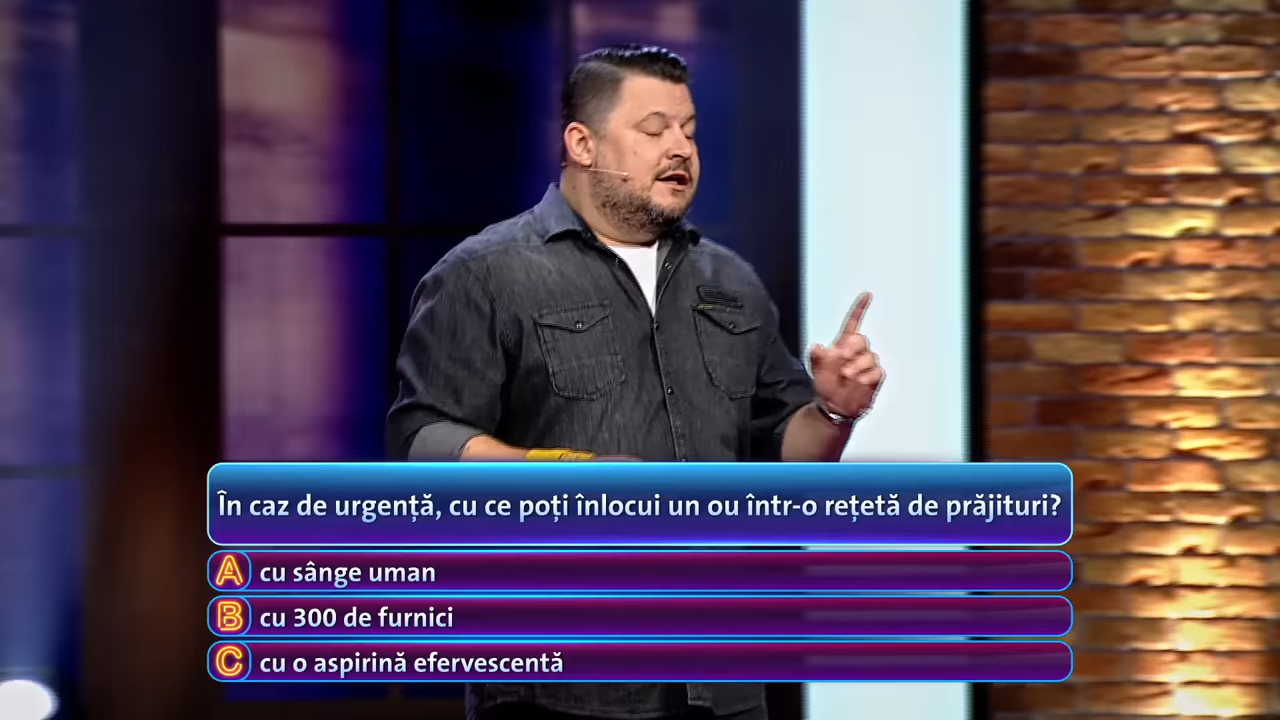 În caz de urgență, cu ce poți înlocui un ou într-o rețetă de prăjituri?
A cu sânge uman
B cu 300 de furnici
C cu o aspirină efervescentă